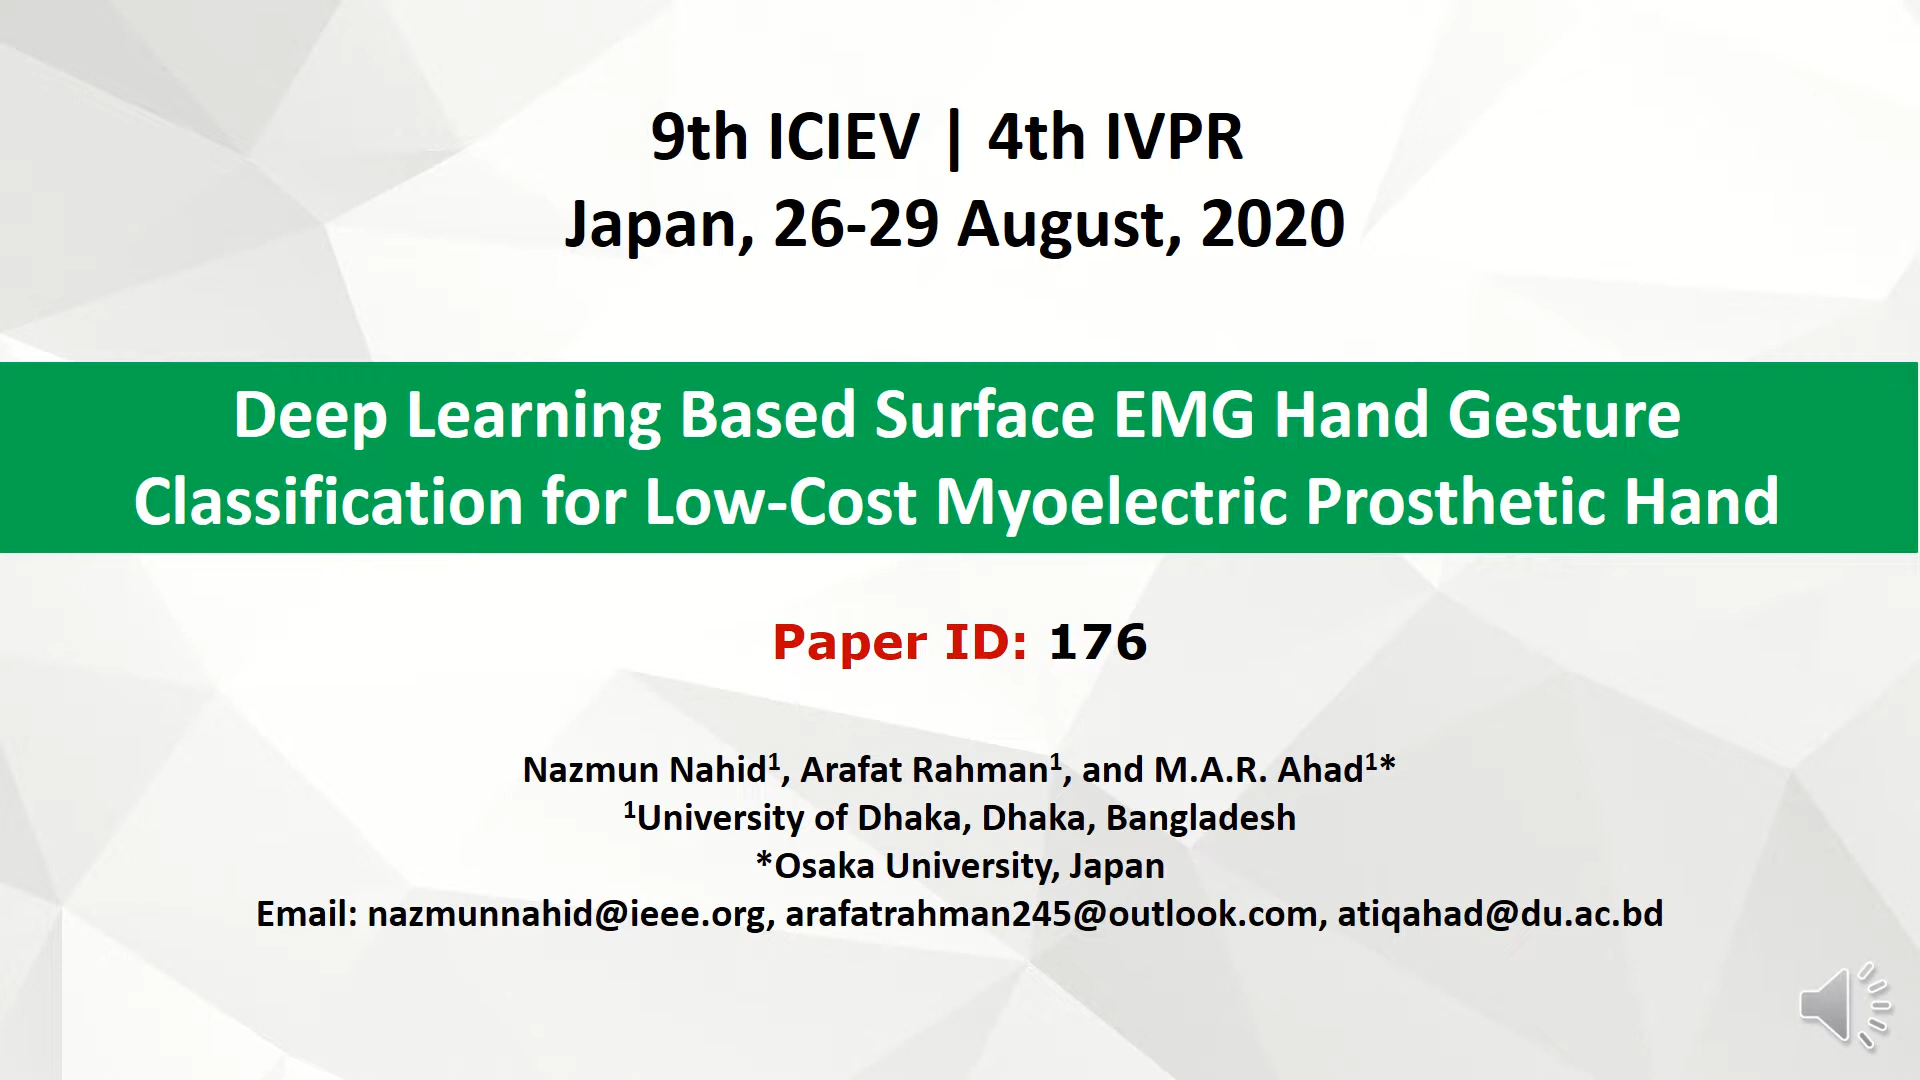 9th ICIEV | 4th IVPR
Japan, 26-29 August, 2020
Deep Learning Based Surface EMG Hand Gesture
Classification for Low-Cost Myoelectric Prosthetic Hand
Paper ID: 176
Nazmun Nahid¹, Arafat Rahman¹, and M.A.R. Ahad¹*
¹University of Dhaka, Dhaka, Bangladesh
*Osaka University, Japan
Email: nazmunnahid@ieee.org, arafatrahman245@outlook.com, atiqahad@du.ac.bd